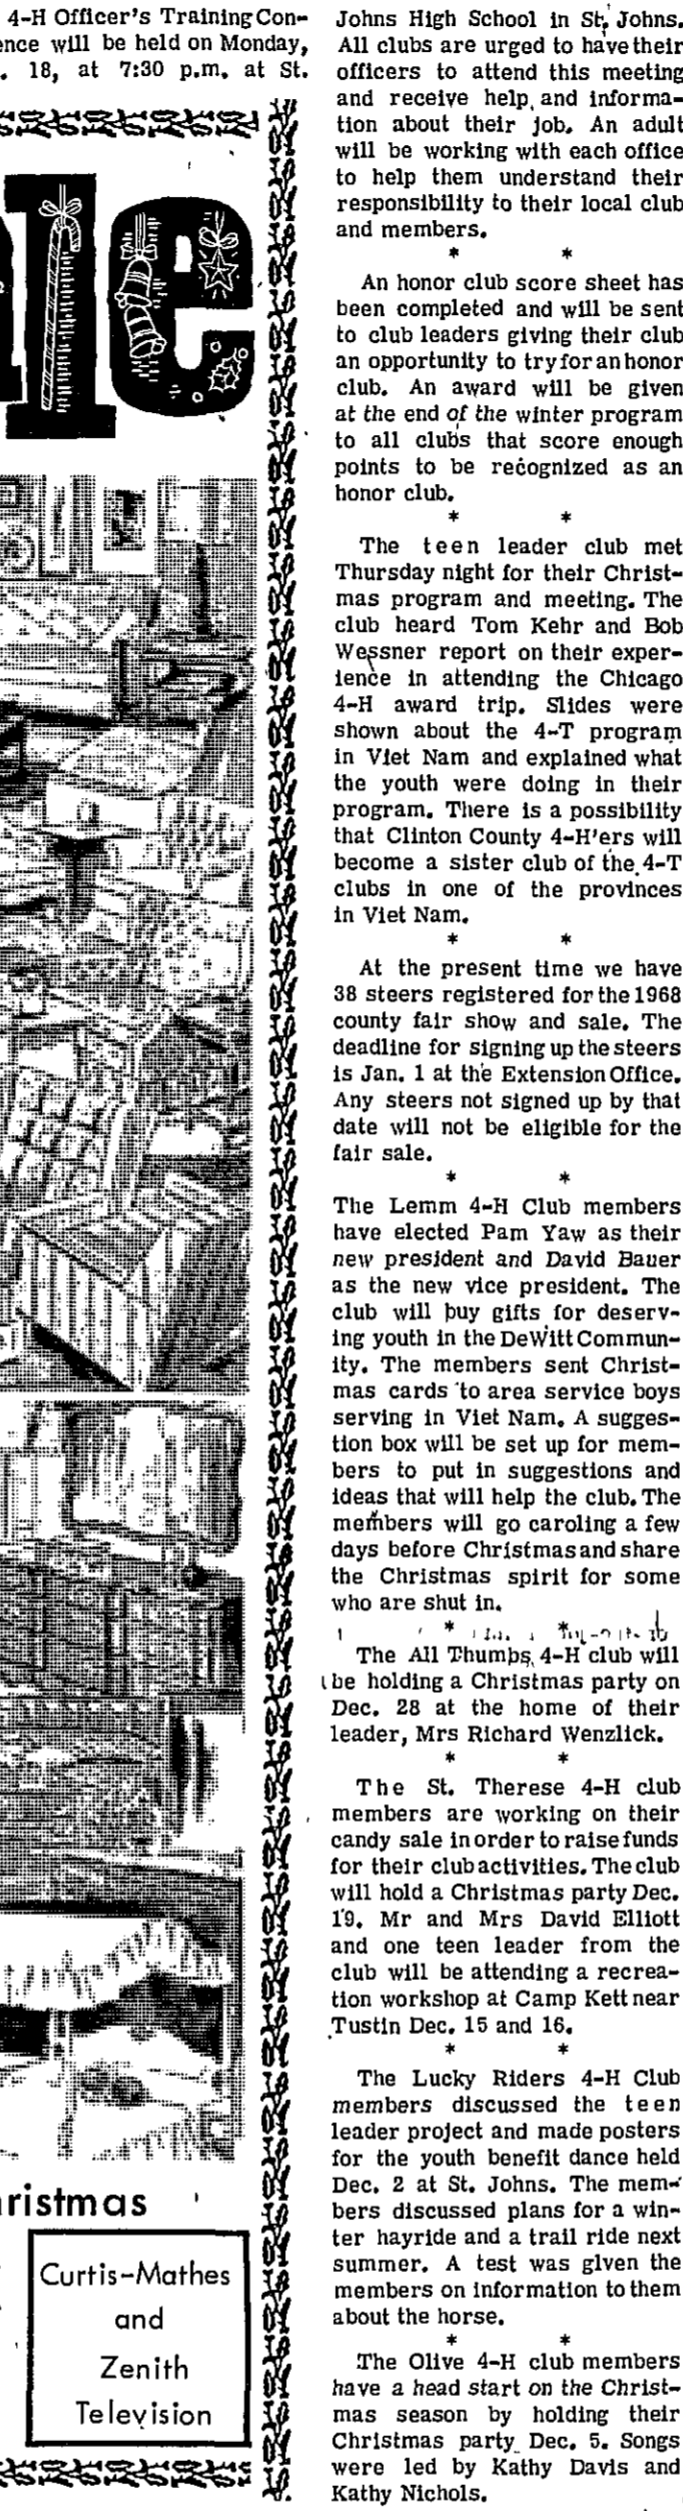 4-H Officer's Training Con-
ence will be held on Monday,
. 18, at 7:30 p.m. at St.
Johns High School in St. Johns.
All clubs are urged to have their
officers to attend this meeting
and receive help and informa-
tion about their job. An adult
will be working with each office
to help them understand their
responsibility to their local club
and members.
* *
An honor club score sheet has
been completed and will be sent
to club leaders giving their club
an opportunity to try for an honor
club. An award will be given
at the end of the winter program
to all clubs that score enough
points to be recognized as an
honor club.
* *
The teen leader club met
Thursday night for their Christ-
mas program and meeting. The
club heard Tom Kehr and Bob
Wessner report on their exper-
ience in attending the Chicago
4-H award trip. Slides were
shown about the 4-T program
in Viet Nam and explained what
the youth were doing in their
program. There is a possibility
that Clinton County 4-H'ers will
become a sister club of the 4-T
clubs in one of the provinces
in Viet Nam.
* *
At the present time we have
38 steers registered for the 1968
county fair show and sale. The
deadline for signing up the steers
is Jan. 1 at the Extension Office.
Any steers not signed up by that
date will not be eligible for the
fair sale.
* *
The Lemm 4-H Club members
have elected Pam Yaw as their
new president and David Bauer
as the new vice president. The
club will buy gifts for deserv-
ing youth in the DeWitt Commun-
ity. The members sent Christ-
mas cards to area service boys
serving in Viet Nam. A sugges-
tion box will be set up for mem-
bers to put in suggestions and
ideas that will help the club. The
members will go caroling a few
days before Christmas and share
the Christmas spirit for some
who are shut in.
* *
The All Thumbs 4-H club will
be holding a Christmas party on
Dec. 28 at the home of their
leader, Mrs Richard Wenzlick.
* *
The St. Therese 4-H club
members are working on their
candy sale in order to raise funds
for their club activities. The club
will hold a Christmas party Dec.
19. Mr and Mrs David Elliott
and one teen leader from the
club will be attending a recrea-
tion workshop at Camp Kett near
Tustin Dec. 15 and 16.
* *
The Lucky Riders 4-H Club
members discussed the teen
leader project and made posters
for the youth benefit dance held
Dec. 2 at St. Johns. The mem-
bers discussed plans for a win-
ter hayride and a trail ride next
summer. A test was given the
members on information to them
about the horse.
* *
The Olive 4-H club members
have a head start on the Christ-
mas season by holding their
Christmas party Dec. 5. Songs
were led by Kathy Davis and
Kathy Nichols.
le
ristmas
Curtis-Mathes
and
Zenith
Television